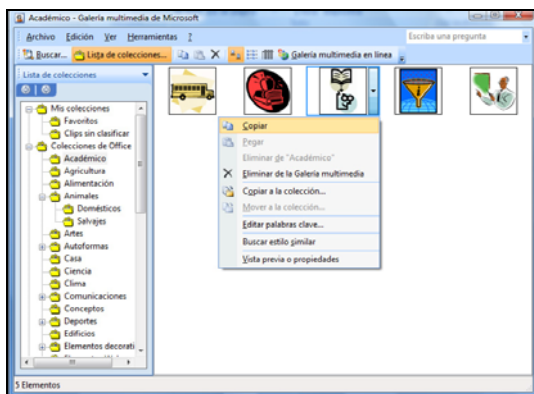 Académico - Galería multimedia de Microsoft
Archivo Edición Ver Herramientas ? Escriba una pregunta
Buscar... Lista de colecciones... Galería multimedia en línea
Lista de colecciones
Mis colecciones
Favoritos
Clips sin clasificar
Colecciones de Office
Académico
Agricultura
Alimentación
Animales
Domésticos
Salvajes
Artes
Autoformas
Casa
Ciencia
Clima
Comunicaciones
Conceptos
Deportes
Edificios
Elementos decorati
Copiar
Pegar
Eliminar de "Académico"
Eliminar de la Galería multimedia
Copiar a la colección...
Mover a la colección...
Editar palabras clave...
Buscar estilo similar
Vista previa o propiedades
5 Elementos